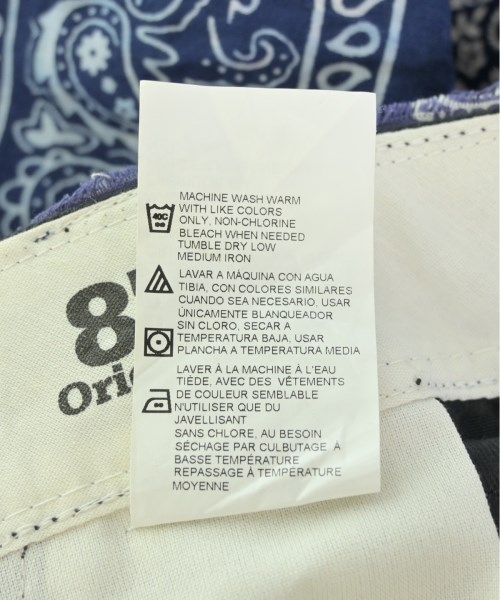 MACHINE WASH WARM
WITH LIKE COLORS
ONLY, NON-CHLORINE
BLEACH WHEN NEEDED
TUMBLE DRY LOW
MEDIUM IRON
40C
LAVAR A MÀQUINA CON AGUA
TIBIA, CON COLORES SIMILARES
CUANDO SEA NECESARIO, USAR
ÚNICAMENTE BLANQUEADOR
SIN CLORO, SECAR A
TEMPERATURA BAJA, USAR
PLANCHA A TEMPERATURA MEDIA
LAVER À LA MACHINE À L'EAU
TIÈDE, AVEC DES VÊTEMENTS
DE COULEUR SEMBLABLE
N'UTILISER QUE DU
JAVELLISANT
SANS CHLORE, AU BESOIN
SÉCHAGE PAR CULBUTAGE À
BASSE TEMPÉRATURE
REPASSAGE À TEMPÉRATURE
MOYENNE
8
Ori